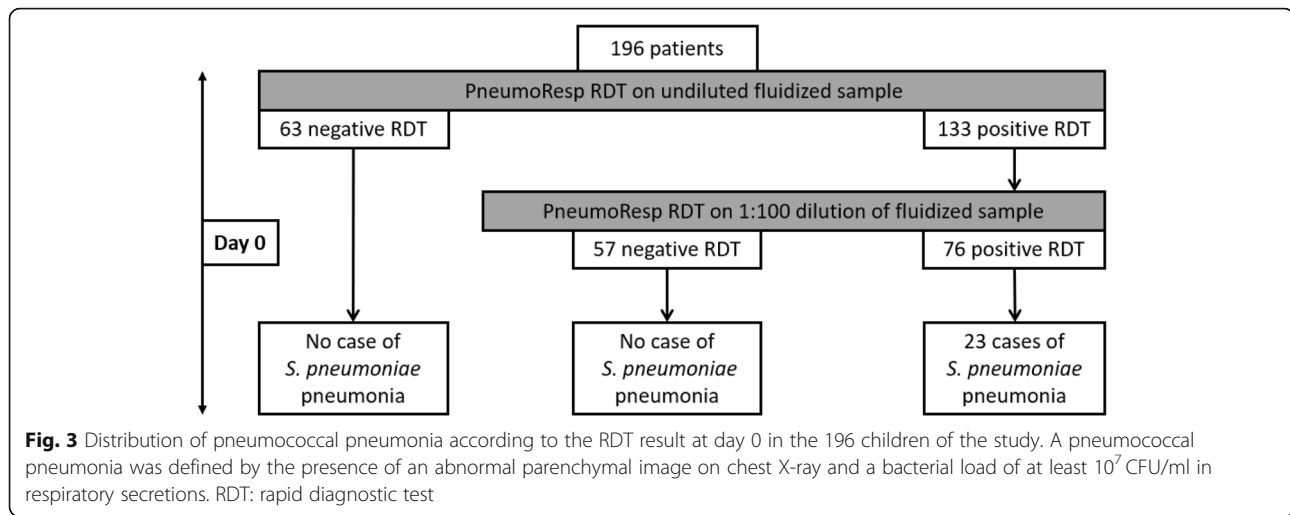 196 patients
PneumoResp RDT on undiluted fluidized sample
63 negative RDT
133 positive RDT
PneumoResp RDT on 1:100 dilution of fluidized sample
57 negative RDT
76 positive RDT
Day 0
No case of
S. pneumoniae
pneumonia
No case of
S. pneumoniae
pneumonia
23 cases of
S. pneumoniae
pneumonia
Fig. 3 Distribution of pneumococcal pneumonia according to the RDT result at day 0 in the 196 children of the study. A pneumococcal
pneumonia was defined by the presence of an abnormal parenchymal image on chest X-ray and a bacterial load of at least 10⁷ CFU/ml in
respiratory secretions. RDT: rapid diagnostic test